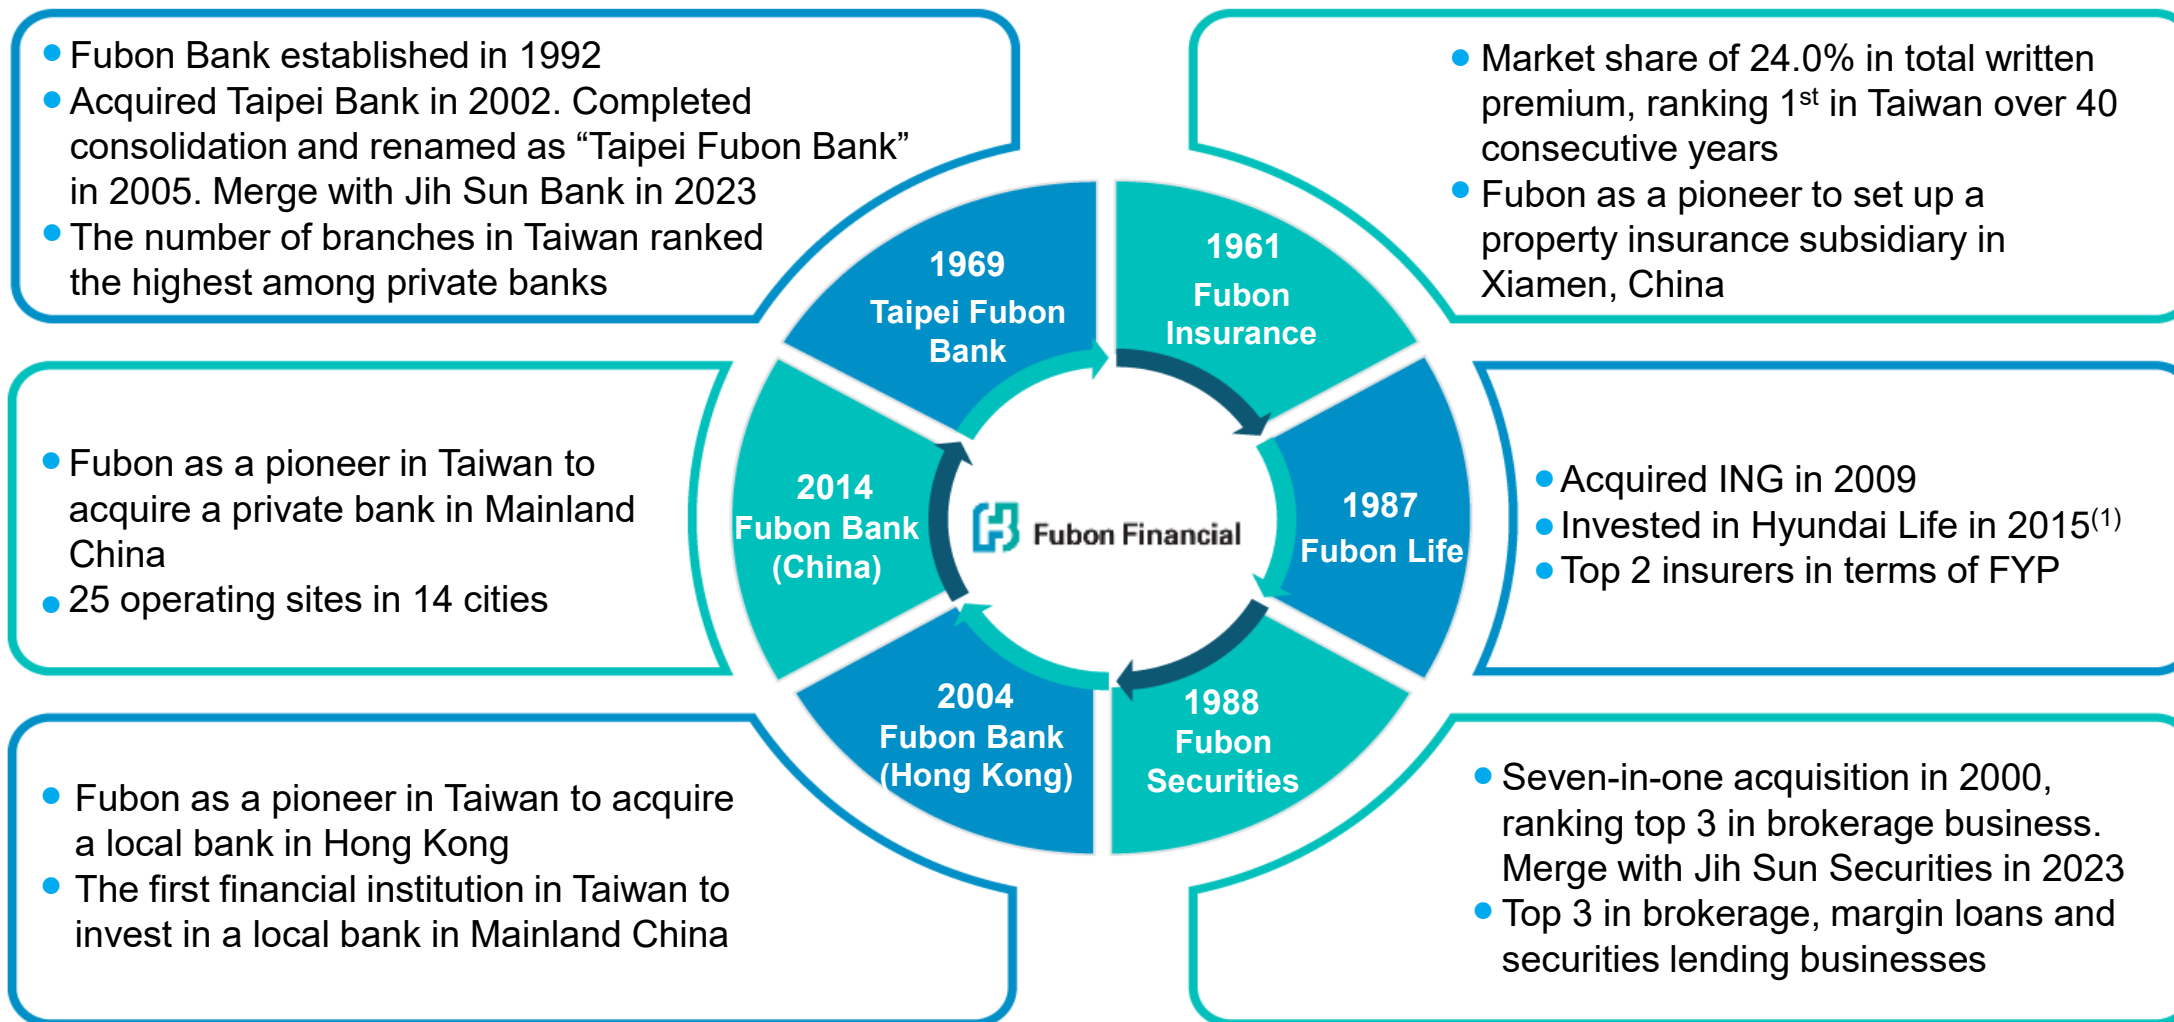 Fubon Bank established in 1992
Acquired Taipei Bank in 2002. Completed
consolidation and renamed as “Taipei Fubon Bank”
in 2005. Merge with Jih Sun Bank in 2023
The number of branches in Taiwan ranked
the highest among private banks
Market share of 24.0% in total written
premium, ranking 1st in Taiwan over 40
consecutive years
Fubon as a pioneer to set up a
property insurance subsidiary in
Xiamen, China
1969
Taipei Fubon
Bank
1961
Fubon
Insurance
Fubon as a pioneer in Taiwan to
acquire a private bank in Mainland
China
25 operating sites in 14 cities
2014
Fubon Bank
(China)
Fubon Financial
1987
Fubon Life
Acquired ING in 2009
Invested in Hyundai Life in 2015(1)
Top 2 insurers in terms of FYP
2004
Fubon Bank
(Hong Kong)
1988
Fubon
Securities
Fubon as a pioneer in Taiwan to acquire
a local bank in Hong Kong
The first financial institution in Taiwan to
invest in a local bank in Mainland China
Seven-in-one acquisition in 2000,
ranking top 3 in brokerage business.
Merge with Jih Sun Securities in 2023
Top 3 in brokerage, margin loans and
securities lending businesses